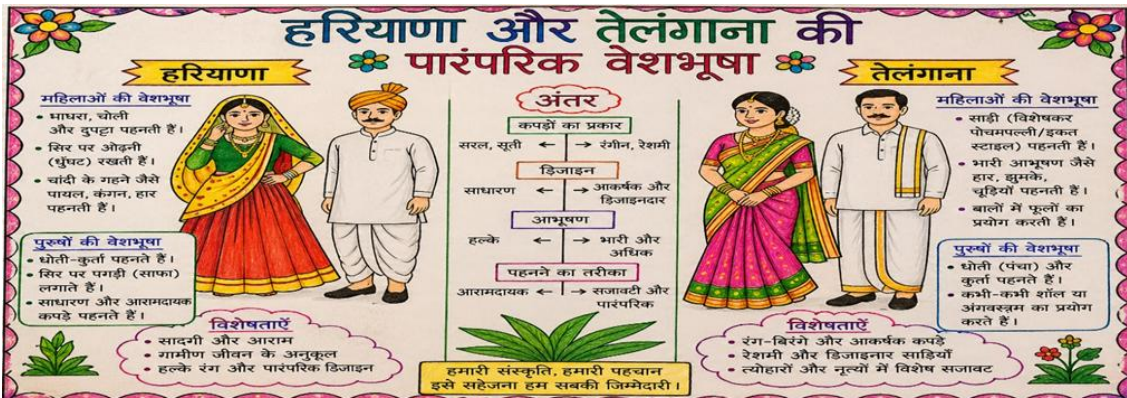 हरियाणा और तेलंगाना की
पारंपरिक वेशभूषा
हरियाणा
महिलाओं की वेशभूषा
• माधरा, चोली
और दुपट्टा पहनती हैं।
• सिर पर ओढ़नी
(धुँघट) रखती हैं।
• चांदी के गहने जैसे
पायल, कंगन, हार
पहनती हैं।
पुरुषों की वेशभूषा
• धोती-कुर्ता पहनते हैं।
• सिर पर पगड़ी (साफा)
लगाते हैं।
• साधारण और आरामदायक
कपड़े पहनते हैं।
विशेषताऐं
• सादगी और आराम
• ग्रामीण जीवन के अनुकूल
• हल्के रंग और पारंपरिक डिजाइन
अंतर
कपड़ों का प्रकार
सरल, सूती ← → रंगीन, रेशमी
डिजाइन
साधारण ← → आकर्षक और
डिजाइनदार
आभूषण
हल्के ← → भारी और
अधिक
पहनने का तरीका
आरामदायक ← → सजावटी और
पारंपरिक
हमारी संस्कृति, हमारी पहचान
इसे सहेजना हम सबकी जिम्मेदारी।
तेलंगाना
महिलाओं की वेशभूषा
• साड़ी (विशेषकर
पोचमपल्ली/इकत
स्टाइल) पहनती हैं।
• भारी आभूषण जैसे
हार, झुमके,
चूड़ियाँ पहनती हैं।
• बालों में फूलों का
प्रयोग करती हैं।
पुरुषों की वेशभूषा
• धोती (पंचा) और
कुर्ता पहनते हैं।
• कभी-कभी शॉल या
का प्रयोग
करते हैं।
विशेषताऐं
• रंग-बिरंगे और आकर्षक कपड़े
• रेशमी और डिजाइनर साड़ियाँ
• त्योहारों और नृत्यों में विशेष सजावट